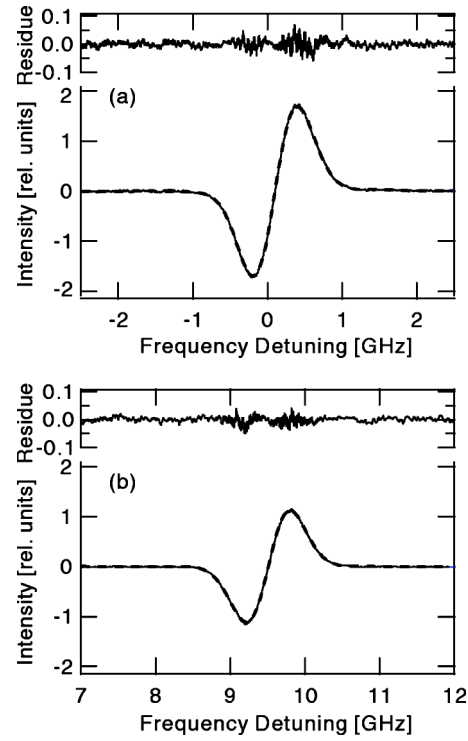 Residue
0.1
0.0
-0.1
(a)
Intensity [rel. units]
2
1
0
-1
-2
-2 -1 0 1 2
Frequency Detuning [GHz]
Residue
0.1
0.0
-0.1
(b)
Intensity [rel. units]
2
1
0
-1
-2
7 8 9 10 11 12
Frequency Detuning [GHz]